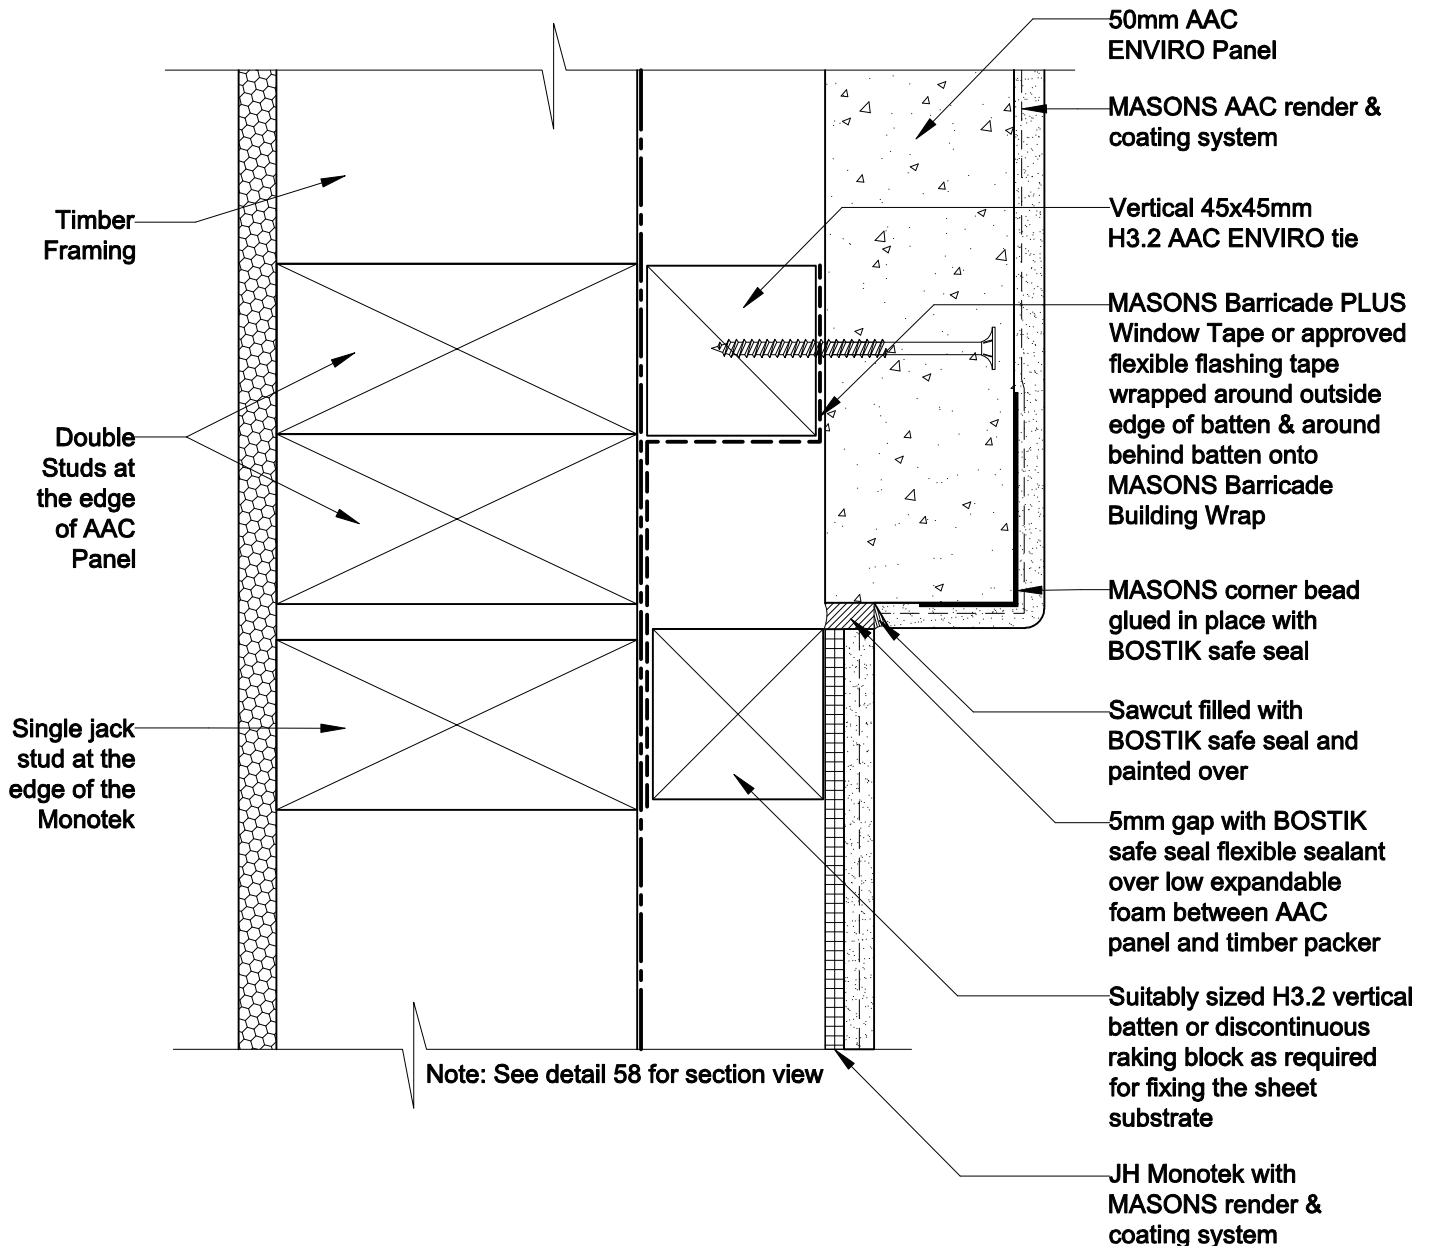 Timber
Framing
Double
Studs at
the edge
of AAC
Panel
Single jack
stud at the
edge of the
Monotek
50mm AAC
ENVIRO Panel
MASONS AAC render &
coating system
Vertical 45x45mm
H3.2 AAC ENVIRO tie
MASONS Barricade PLUS
Window Tape or approved
flexible flashing tape
wrapped around outside
edge of batten & around
behind batten onto
MASONS Barricade
Building Wrap
MASONS corner bead
glued in place with
BOSTIK safe seal
Sawcut filled with
BOSTIK safe seal and
painted over
5mm gap with BOSTIK
safe seal flexible sealant
over low expandable
foam between AAC
panel and timber packer
Suitably sized H3.2 vertical
batten or discontinuous
raking block as required
for fixing the sheet
substrate
JH Monotek with
MASONS render &
coating system
Note: See detail 58 for section view